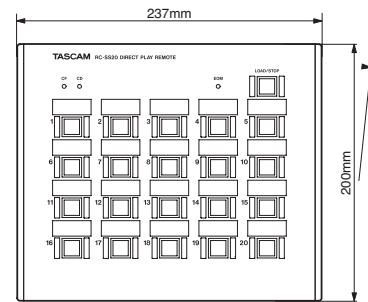 237mm
TASCAM RC-SS20 DIRECT PLAY REMOTE
LOAD/STOP
CF CD EOM
1 2 3 4 5
6 7 8 9 10
11 12 13 14 15
16 17 18 19 20
200mm